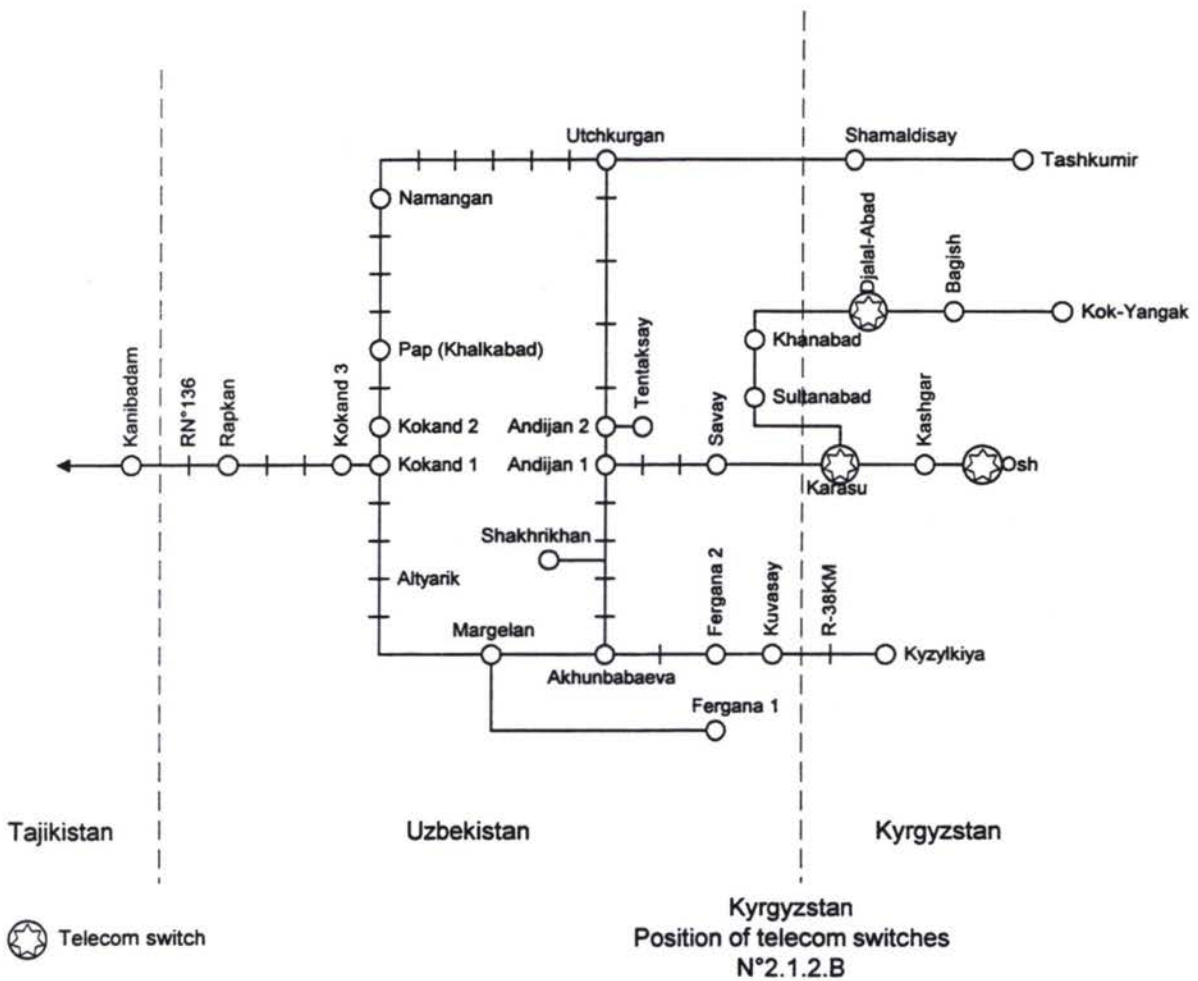 Utchkurgan
Shamaldisay
Tashkumir
Namangan
Djalal-Abad
Bagish
Kok-Yangak
Khanabad
Pap (Khalkabad)
Sultanabad
Kanibadam
RN°136
Rapkan
Kokand 3
Kokand 2
Andijan 2
Tentaksay
Savay
Kashgar
Kokand 1
Andijan 1
Karasu
Osh
Shakhrikhan
Altyarik
Fergana 2
Kuvasay
R-38KM
Margelan
Akhunbabaeva
Kyzylkiya
Fergana 1
Tajikistan
Uzbekistan
Kyrgyzstan
Telecom switch
Kyrgyzstan
Position of telecom switches
N°2.1.2.B